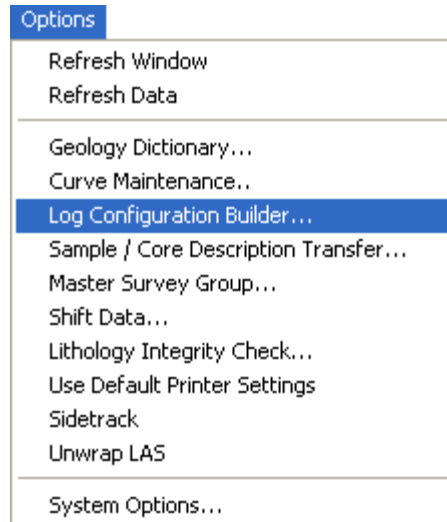 Options
Refresh Window
Refresh Data
Geology Dictionary...
Curve Maintenance..
Log Configuration Builder...
Sample / Core Description Transfer...
Master Survey Group...
Shift Data...
Lithology Integrity Check...
Use Default Printer Settings
Sidetrack
Unwrap LAS
System Options...